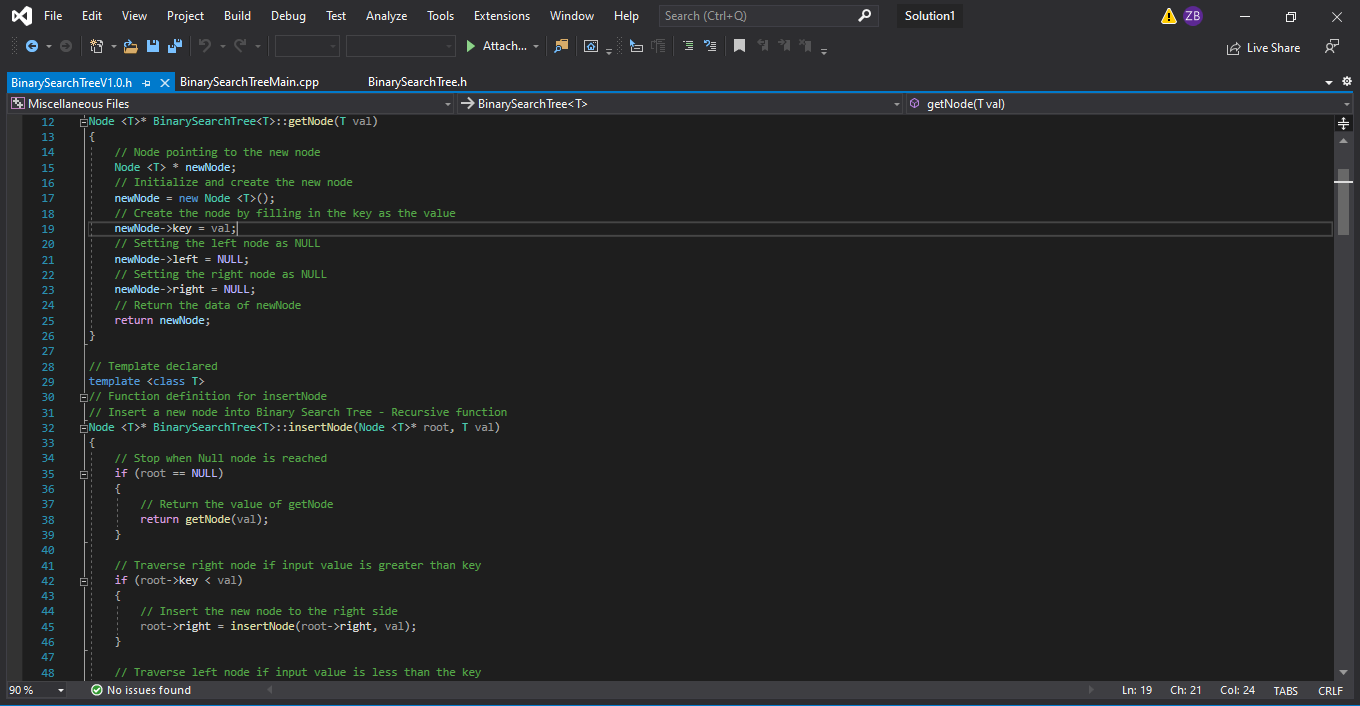 File Edit View Project Build Debug Test Analyze Tools Extensions Window Help Search (Ctrl+Q) Solution1 ZB
Attach... Live Share
BinarySearchTreeV1.0.h BinarySearchTreeMain.cpp BinarySearchTree.h
Miscellaneous Files BinarySearchTree<T> getNode(T val)
12 Node <T>* BinarySearchTree<T>::getNode(T val)
13 {
14 // Node pointing to the new node
15 Node <T> * newNode;
16 // Initialize and create the new node
17 newNode = new Node <T>();
18 // Create the node by filling in the key as the value
19 newNode->key = val;
20 // Setting the left node as NULL
21 newNode->left = NULL;
22 // Setting the right node as NULL
23 newNode->right = NULL;
24 // Return the data of newNode
25 return newNode;
26 }
27
28 // Template declared
29 template <class T>
30 // Function definition for insertNode
31 // Insert a new node into Binary Search Tree - Recursive function
32 Node <T>* BinarySearchTree<T>::insertNode(Node <T>* root, T val)
33 {
34 // Stop when Null node is reached
35 if (root == NULL)
36 {
37 // Return the value of getNode
38 return getNode(val);
39 }
40
41 // Traverse right node if input value is greater than key
42 if (root->key < val)
43 {
44 // Insert the new node to the right side
45 root->right = insertNode(root->right, val);
46 }
47
48 // Traverse left node if input value is less than the key
90 % No issues found Ln: 19 Ch: 21 Col: 24 TABS CRLF